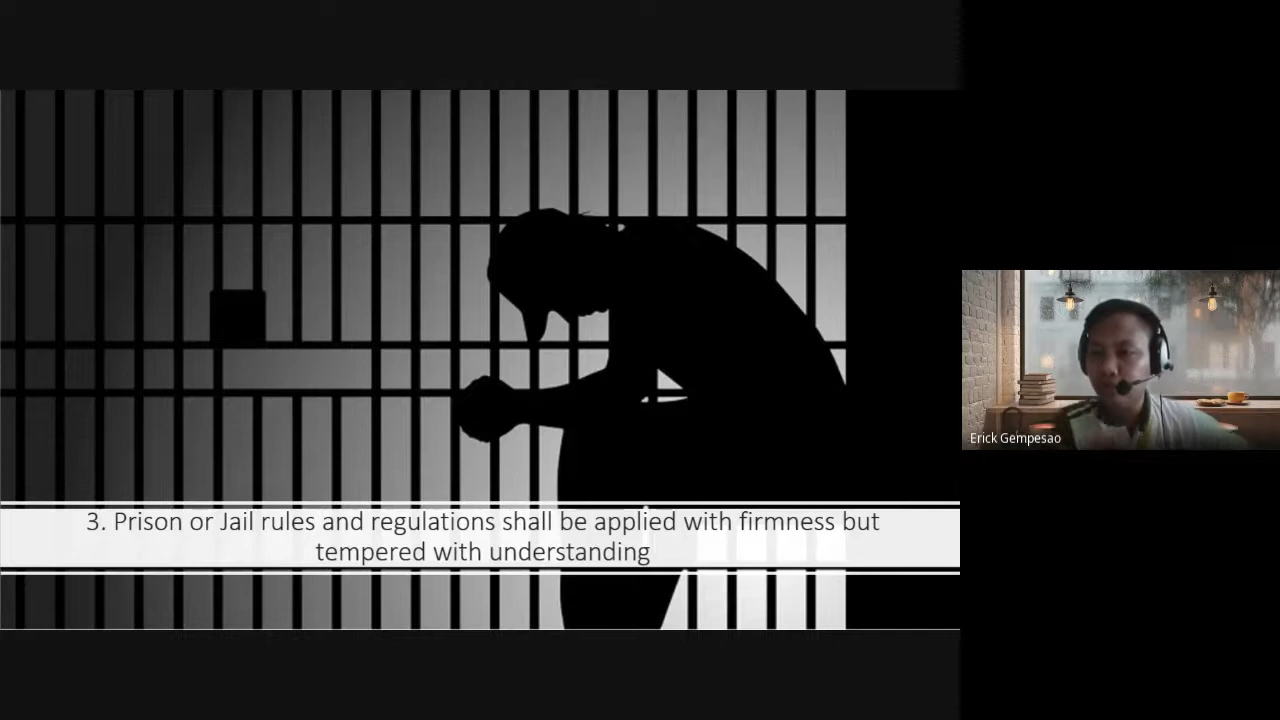 3. Prison or Jail rules and regulations shall be applied with firmness but
tempered with understanding
Erick Gempesao